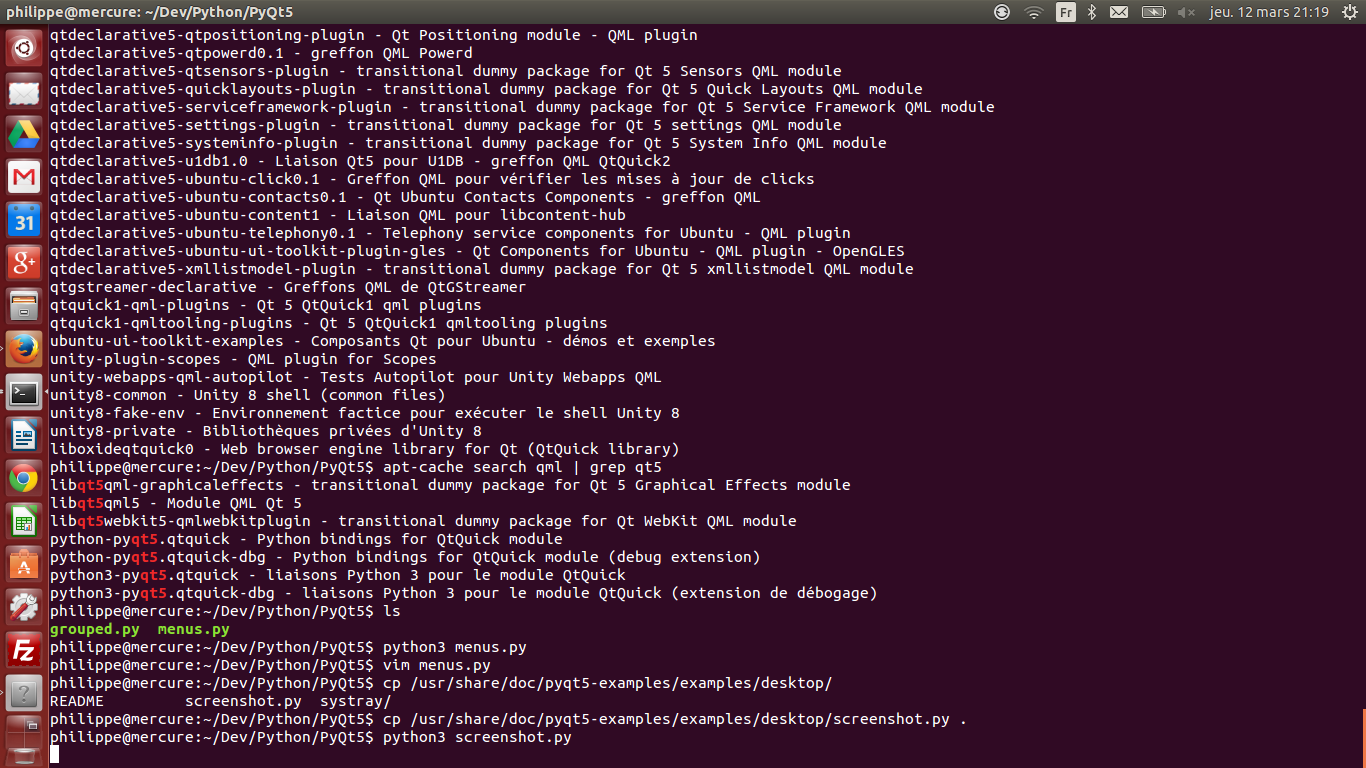 philippe@mercure: ~/Dev/Python/PyQt5
Fr
jeu. 12 mars 21:19
31
g+
Fz
?
qtdeclarative5-qtpositioning-plugin - Qt Positioning module - QML plugin
qtdeclarative5-qtpowerd0.1 - greffon QML Powerd
qtdeclarative5-qtsensors-plugin - transitional dummy package for Qt 5 Sensors QML module
qtdeclarative5-quicklayouts-plugin - transitional dummy package for Qt 5 Quick Layouts QML module
qtdeclarative5-serviceframework-plugin - transitional dummy package for Qt 5 Service Framework QML module
qtdeclarative5-settings-plugin - transitional dummy package for Qt 5 settings QML module
qtdeclarative5-systeminfo-plugin - transitional dummy package for Qt 5 System Info QML module
qtdeclarative5-u1db1.0 - Liaison Qt5 pour U1DB - greffon QML QtQuick2
qtdeclarative5-ubuntu-click0.1 - Greffon QML pour vérifier les mises à jour de clicks
qtdeclarative5-ubuntu-contacts0.1 - Qt Ubuntu Contacts Components - greffon QML
qtdeclarative5-ubuntu-content1 - Liaison QML pour libcontent-hub
qtdeclarative5-ubuntu-telephony0.1 - Telephony service components for Ubuntu - QML plugin
qtdeclarative5-ubuntu-ui-toolkit-plugin-gles - Qt Components for Ubuntu - QML plugin - OpenGLES
qtdeclarative5-xmllistmodel-plugin - transitional dummy package for Qt 5 xmllistmodel QML module
qtgstreamer-declarative - Greffons QML de QtGStreamer
qtquick1-qml-plugins - Qt 5 QtQuick1 qml plugins
qtquick1-qmltooling-plugins - Qt 5 QtQuick1 qmltooling plugins
ubuntu-ui-toolkit-examples - Composants Qt pour Ubuntu - démos et exemples
unity-plugin-scopes - QML plugin for Scopes
unity-webapps-qml-autopilot - Tests Autopilot pour Unity Webapps QML
unity8-common - Unity 8 shell (common files)
unity8-fake-env - Environnement factice pour exécuter le shell Unity 8
unity8-private - Bibliothèques privées d'Unity 8
liboxideqtquick0 - Web browser engine library for Qt (QtQuick library)
philippe@mercure:~/Dev/Python/PyQt5$ apt-cache search qml | grep qt5
libqt5qml-graphicaleffects - transitional dummy package for Qt 5 Graphical Effects module
libqt5qml5 - Module QML Qt 5
libqt5webkit5-qmlwebkitplugin - transitional dummy package for Qt WebKit QML module
python-pyqt5.qtquick - Python bindings for QtQuick module
python-pyqt5.qtquick-dbg - Python bindings for QtQuick module (debug extension)
python3-pyqt5.qtquick - liaisons Python 3 pour le module QtQuick
python3-pyqt5.qtquick-dbg - liaisons Python 3 pour le module QtQuick (extension de débogage)
philippe@mercure:~/Dev/Python/PyQt5$ ls
grouped.py  menus.py
philippe@mercure:~/Dev/Python/PyQt5$ python3 menus.py
philippe@mercure:~/Dev/Python/PyQt5$ vim menus.py
philippe@mercure:~/Dev/Python/PyQt5$ cp /usr/share/doc/pyqt5-examples/examples/desktop/
README         screenshot.py  systray/
philippe@mercure:~/Dev/Python/PyQt5$ cp /usr/share/doc/pyqt5-examples/examples/desktop/screenshot.py .
philippe@mercure:~/Dev/Python/PyQt5$ python3 screenshot.py